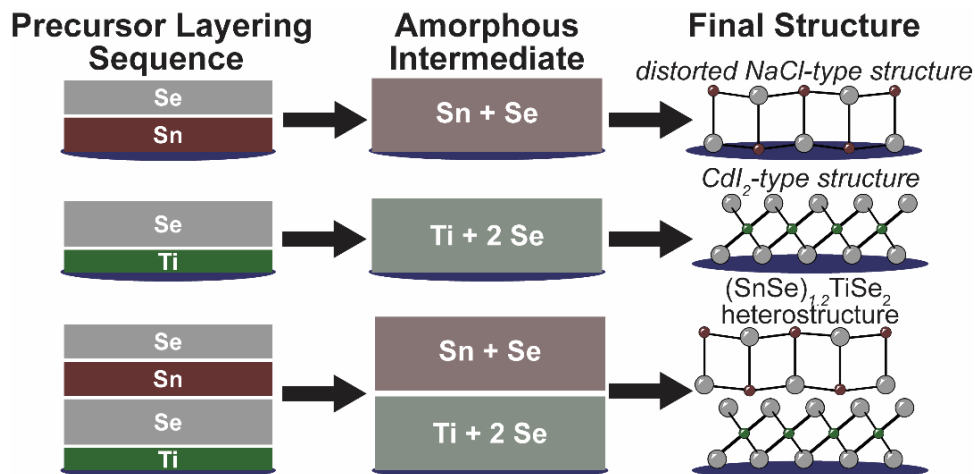 Precursor Layering
Sequence
Amorphous
Intermediate
Final Structure
Se
Sn
Sn + Se
distorted NaCl-type structure
Se
Ti
Ti + 2 Se
CdI₂-type structure
Se
Sn
Se
Ti
Sn + Se
Ti + 2 Se
(SnSe)₁.₂TiSe₂
heterostructure